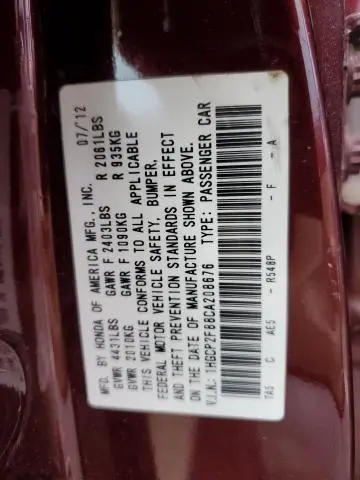 MFD. BY HONDA OF AMERICA MFG., INC. 07/'12
GVWR 4431LBS GAWR F 2403LBS R 2061LBS
GVWR 2010KG GAWR F 1090KG R 935KG
THIS VEHICLE CONFORMS TO ALL APPLICABLE
FEDERAL MOTOR VEHICLE SAFETY, BUMPER,
AND THEFT PREVENTION STANDARDS IN EFFECT
ON THE DATE OF MANUFACTURE SHOWN ABOVE.
V.I.N.: 1HGCP2F88CA208676 TYPE: PASSENGER CAR
TA5 C AE5 - R548P - F - A